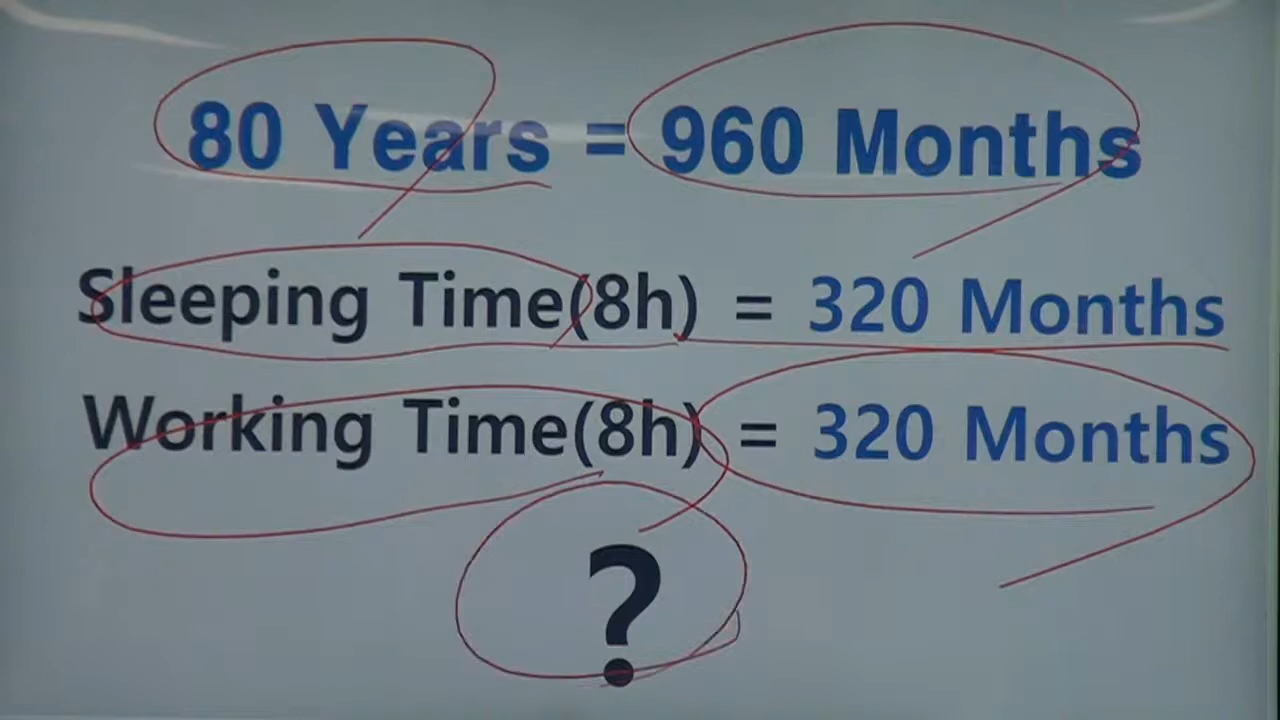 80 Years = 960 Months
Sleeping Time(8h) = 320 Months
Working Time(8h) = 320 Months
?